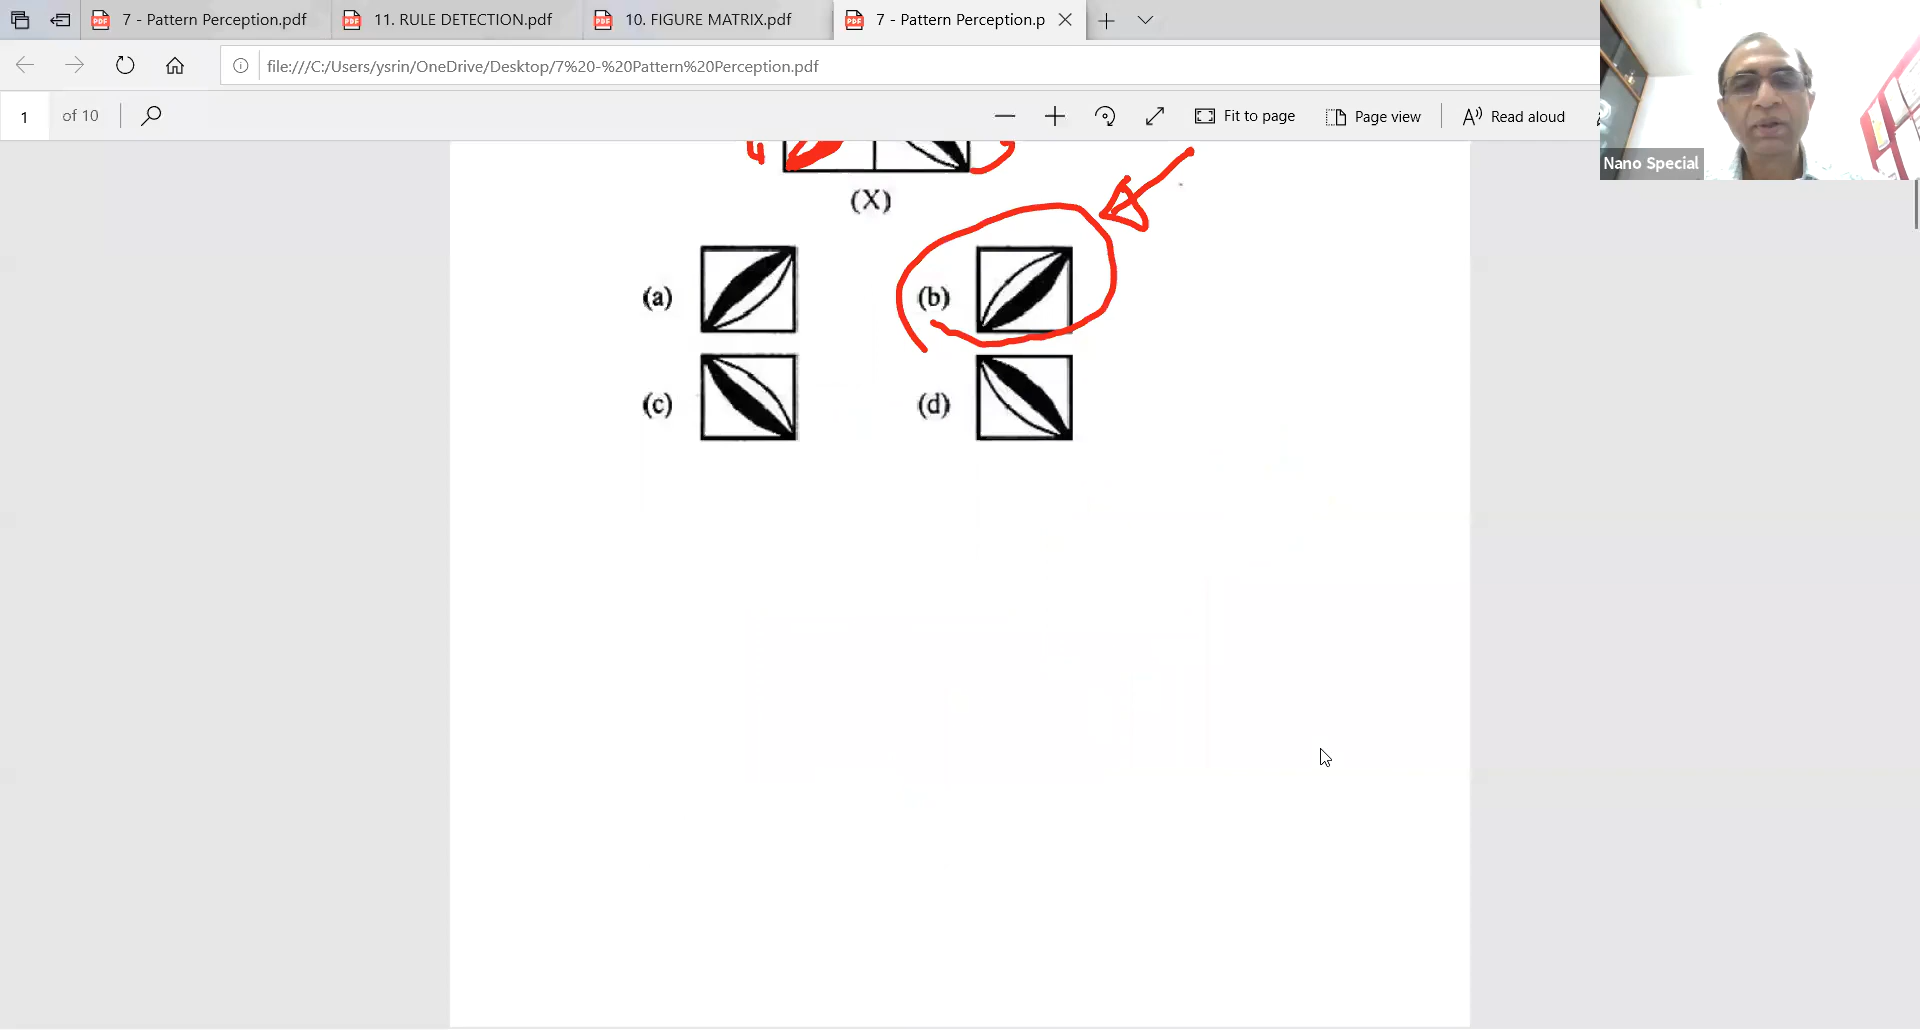 7 - Pattern Perception.pdf
11. RULE DETECTION.pdf
10. FIGURE MATRIX.pdf
7 - Pattern Perception.p
file:///C:/Users/ysrin/OneDrive/Desktop/7%20-%20Pattern%20Perception.pdf
1 of 10
Fit to page
Page view
Read aloud
Nano Special
(X)
(a)
(b)
(c)
(d)